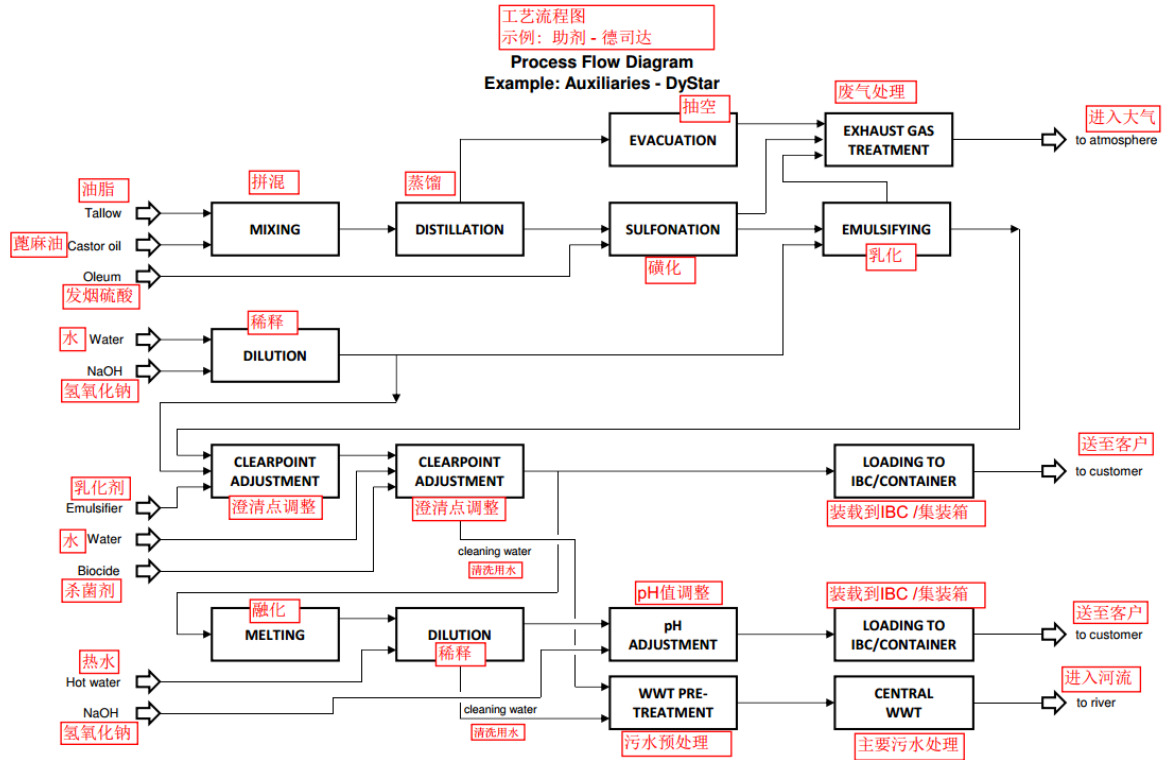 工艺流程图
示例：助剂 - 德司达
Process Flow Diagram
Example: Auxiliaries - DyStar
抽空
EVACUATION
废气处理
EXHAUST GAS
TREATMENT
进入大气
to atmosphere
油脂
Tallow
蓖麻油 Castor oil
Oleum
发烟硫酸
拼混
MIXING
蒸馏
DISTILLATION
SULFONATION
磺化
EMULSIFYING
乳化
水 Water
NaOH
氢氧化钠
稀释
DILUTION
CLEARPOINT
ADJUSTMENT
澄清点调整
CLEARPOINT
ADJUSTMENT
澄清点调整
LOADING TO
IBC/CONTAINER
装载到IBC /集装箱
送至客户
to customer
乳化剂
Emulsifier
水 Water
Biocide
杀菌剂
cleaning water
清洗用水
融化
MELTING
DILUTION
稀释
pH值调整
pH
ADJUSTMENT
装载到IBC /集装箱
LOADING TO
IBC/CONTAINER
送至客户
to customer
热水
Hot water
NaOH
氢氧化钠
cleaning water
清洗用水
WWT PRE-
TREATMENT
污水预处理
CENTRAL
WWT
主要污水处理
进入河流
to river